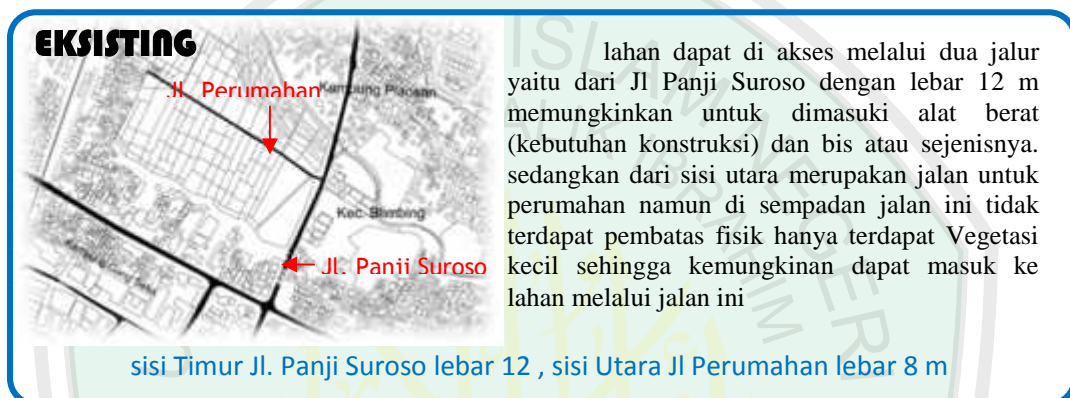 EKSISTING
Jl. Perumahan
Kampung Plaosan
Kec. Blimbing
Jl. Panji Suroso
lahan dapat di akses melalui dua jalur
yaitu dari Jl Panji Suroso dengan lebar 12 m
memungkinkan untuk dimasuki alat berat
(kebutuhan konstruksi) dan bis atau sejenisnya.
sedangkan dari sisi utara merupakan jalan untuk
perumahan namun di sempadan jalan ini tidak
terdapat pembatas fisik hanya terdapat Vegetasi
kecil sehingga kemungkinan dapat masuk ke
lahan melalui jalan ini
sisi Timur Jl. Panji Suroso lebar 12 , sisi Utara Jl Perumahan lebar 8 m